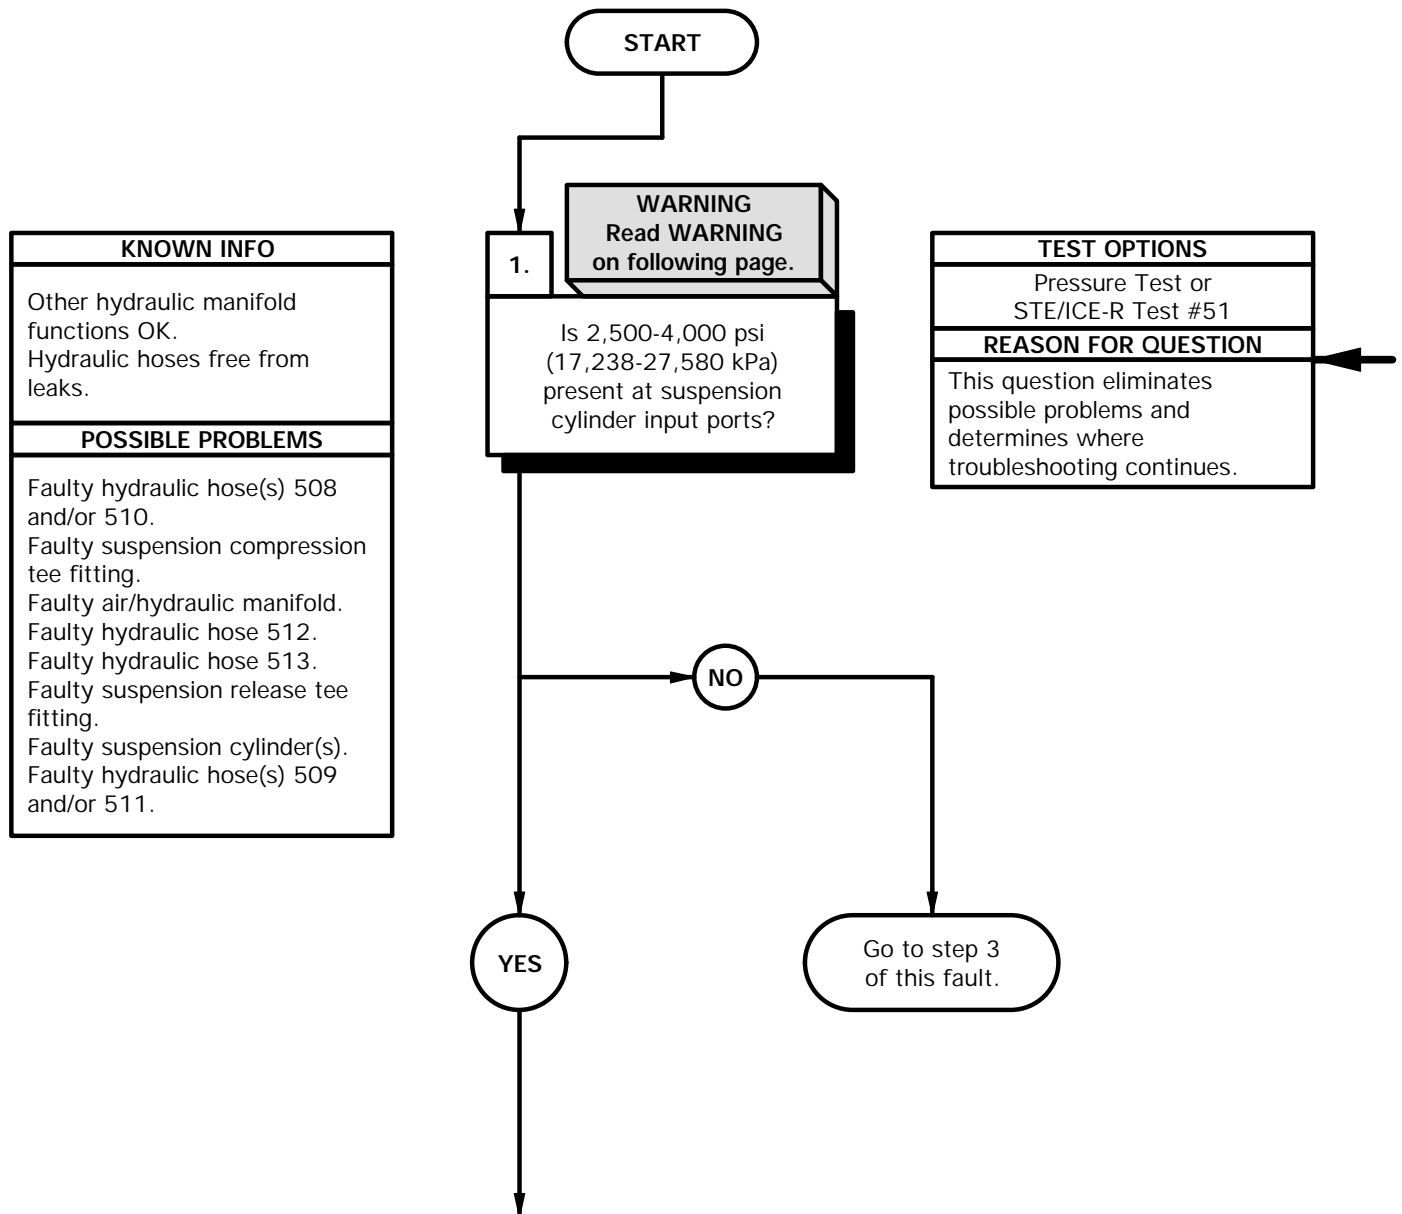 START
KNOWN INFO
Other hydraulic manifold
functions OK.
Hydraulic hoses free from
leaks.
POSSIBLE PROBLEMS
Faulty hydraulic hose(s) 508
and/or 510.
Faulty suspension compression
tee fitting.
Faulty air/hydraulic manifold.
Faulty hydraulic hose 512.
Faulty hydraulic hose 513.
Faulty suspension release tee
fitting.
Faulty suspension cylinder(s).
Faulty hydraulic hose(s) 509
and/or 511.
WARNING
Read WARNING
on following page.
1.
Is 2,500-4,000 psi
(17,238-27,580 kPa)
present at suspension
cylinder input ports?
TEST OPTIONS
Pressure Test or
STE/ICE-R Test #51
REASON FOR QUESTION
This question eliminates
possible problems and
determines where
troubleshooting continues.
NO
YES
Go to step 3
of this fault.